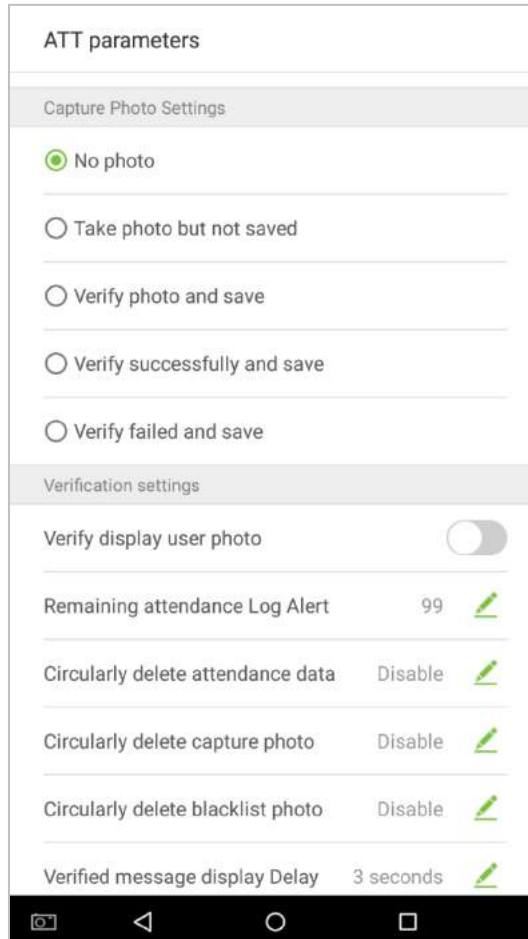 ATT parameters
Capture Photo Settings
No photo
Take photo but not saved
Verify photo and save
Verify successfully and save
Verify failed and save
Verification settings
Verify display user photo
Remaining attendance Log Alert 99
Circularly delete attendance data Disable
Circularly delete capture photo Disable
Circularly delete blacklist photo Disable
Verified message display Delay 3 seconds